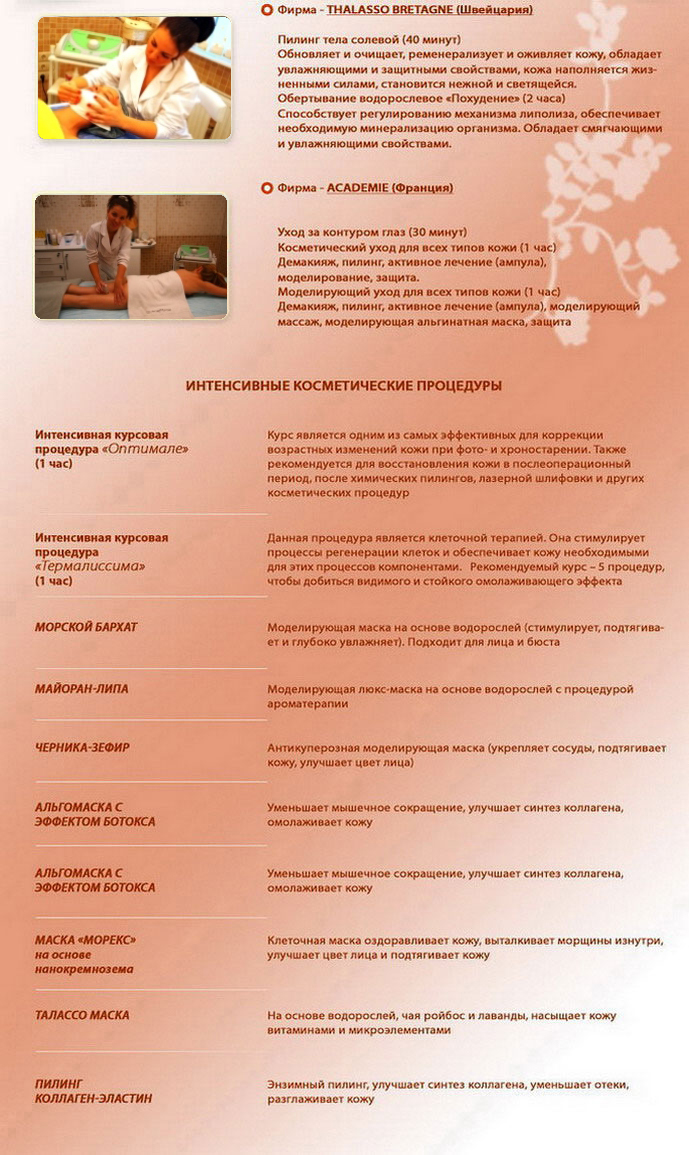 Фирма - THALASSO BRETAGNE (Швейцария)
Пилинг тела солевой (40 минут)
Обновляет и очищает, ременерализует и оживляет кожу, обладает
увлажняющими и защитными свойствами, кожа наполняется жиз-
ненными силами, становится нежной и светящейся.
Обертывание водорослевое «Похудение» (2 часа)
Способствует регулированию механизма липолиза, обеспечивает
необходимую минерализацию организма. Обладает смягчающими
и увлажняющими свойствами.
Фирма - ACADEMIE (Франция)
Уход за контуром глаз (30 минут)
Косметический уход для всех типов кожи (1 час)
Демакияж, пилинг, активное лечение (ампула),
моделирование, защита.
Моделирующий уход для всех типов кожи (1 час)
Демакияж, пилинг, активное лечение (ампула), моделирующий
массаж, моделирующая альгинатная маска, защита
ИНТЕНСИВНЫЕ КОСМЕТИЧЕСКИЕ ПРОЦЕДУРЫ
Интенсивная курсовая
процедура «Оптимале»
(1 час)
Курс является одним из самых эффективных для коррекции
возрастных изменений кожи при фото- и хроностарении. Также
рекомендуется для восстановления кожи в послеоперационный
период, после химических пилингов, лазерной шлифовки и других
косметических процедур
Интенсивная курсовая
процедура
«Термалиссима»
(1 час)
Данная процедура является клеточной терапией. Она стимулирует
процессы регенерации клеток и обеспечивает кожу необходимыми
для этих процессов компонентами. Рекомендуемый курс – 5 процедур,
чтобы добиться видимого и стойкого омолаживающего эффекта
МОРСКОЙ БАРХАТ
Моделирующая маска на основе водорослей (стимулирует, подтягива-
ет и глубоко увлажняет). Подходит для лица и бюста
МАЙОРАН-ЛИПА
Моделирующая люкс-маска на основе водорослей с процедурой
ароматерапии
ЧЕРНИКА-ЗЕФИР
Антикуперозная моделирующая маска (укрепляет сосуды, подтягивает
кожу, улучшает цвет лица)
АЛЬГОМАСКА С
ЭФФЕКТОМ БОТОКСА
Уменьшает мышечное сокращение, улучшает синтез коллагена,
омолаживает кожу
АЛЬГОМАСКА С
ЭФФЕКТОМ БОТОКСА
Уменьшает мышечное сокращение, улучшает синтез коллагена,
омолаживает кожу
МАСКА «МОРЕКС»
на основе
нанокремнозема
Клеточная маска оздоравливает кожу, выталкивает морщины изнутри,
улучшает цвет лица и подтягивает кожу
ТАЛАССО МАСКА
На основе водорослей, чая ройбос и лаванды, насыщает кожу
витаминами и микроэлементами
ПИЛИНГ
КОЛЛАГЕН-ЭЛАСТИН
Энзимный пилинг, улучшает синтез коллагена, уменьшает отеки,
разглаживает кожу